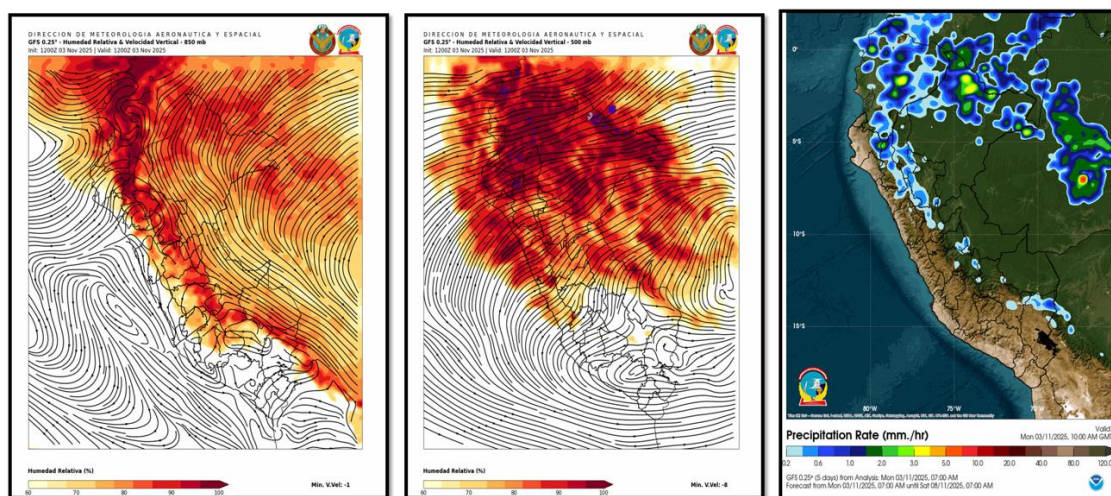 DIRECCION DE METEOROLOGIA AERONAUTICA Y ESPACIAL
GFS 0.25° - Humedad Relativa & Velocidad Vertical - 850 mb
Init: 1200Z 03 Nov 2025 | Valid: 1200Z 03 Nov 2025
Humedad Relativa (%)
Min. V.Vel: -1
60 70 80 90 100
DIRECCION DE METEOROLOGIA AERONAUTICA Y ESPACIAL
GFS 0.25° - Humedad Relativa & Velocidad Vertical - 500 mb
Init: 1200Z 03 Nov 2025 | Valid: 1200Z 03 Nov 2025
Humedad Relativa (%)
Min. V.Vel: -8
60 70 80 90 100
0°
5°S
10°S
15°S
80°W 75°W
Precipitation Rate (mm./hr)
Valid
Mon 03/11/2025, 10:00 AM GMT
0.2 0.6 1.0 2.0 3.0 5.0 10.0 20.0 40.0 80.0 120.0
GFS 0.25° (5 days) from Analysis: Mon 03/11/2025, 07:00 AM
Forecast from Mon 03/11/2025, 07:00 AM until Sat 08/11/2025, 07:00 AM